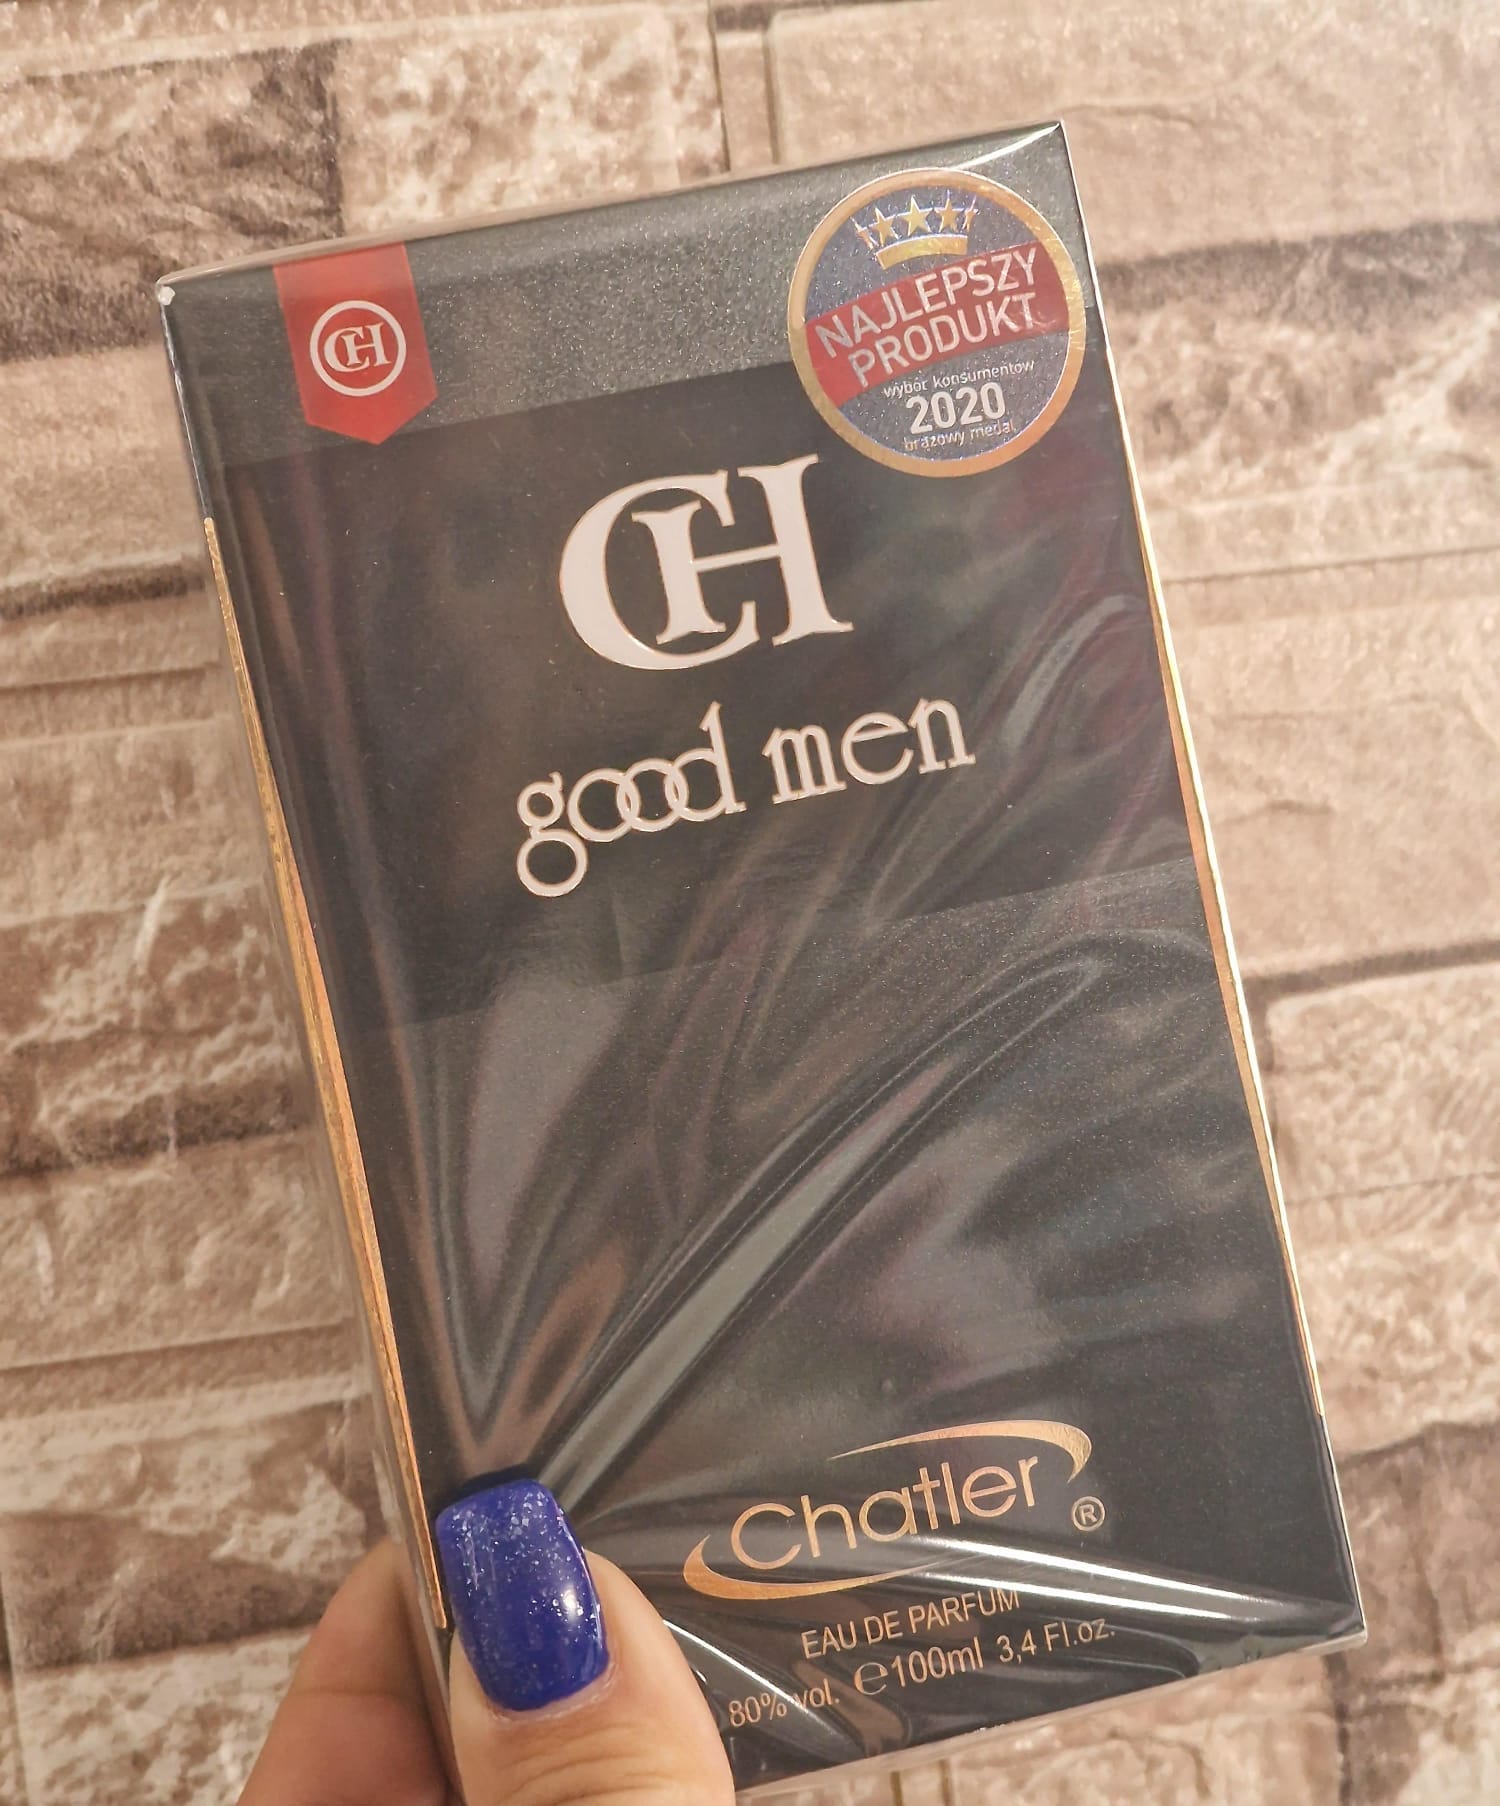 CH
NAJLEPSZY
PRODUKT
wybór konsumentów
2020
brązowy medal
CH
good men
Chatler ®
EAU DE PARFUM
80% vol. ℮100ml 3,4 Fl.oz.